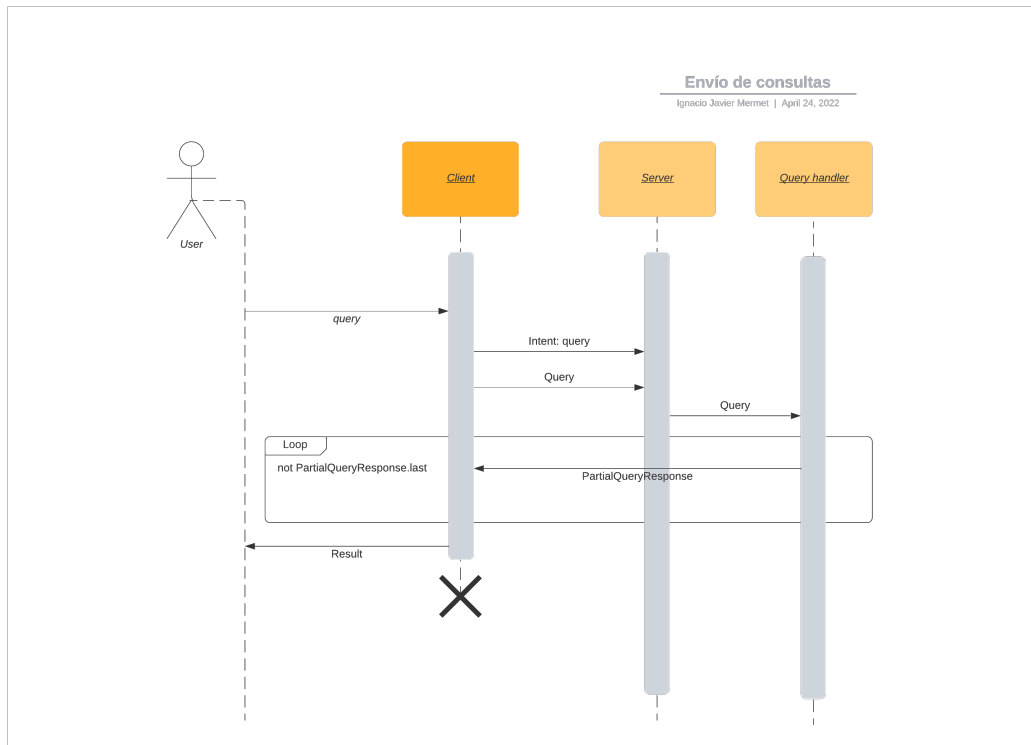 Envío de consultas
Ignacio Javier Mermet | April 24, 2022
Client
Server
Query handler
User
query
Intent: query
Query
Query
Loop
not PartialQueryResponse.last
PartialQueryResponse
Result